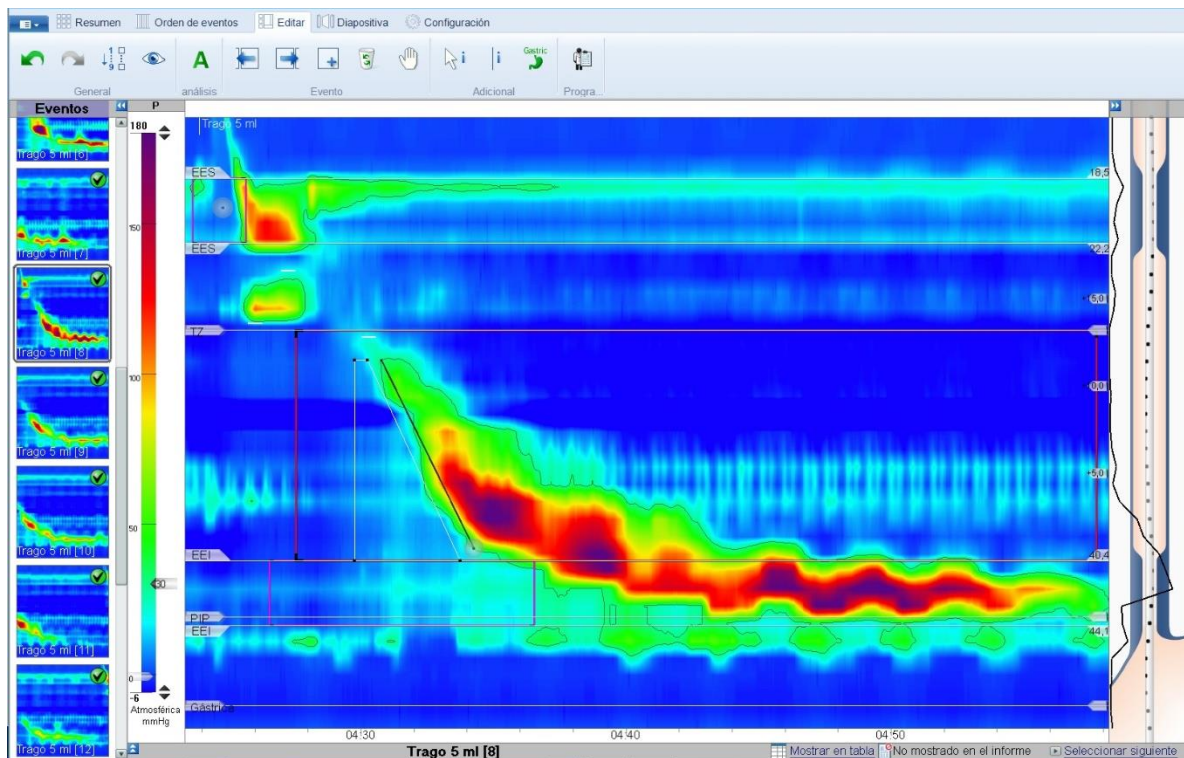 Resumen Orden de eventos Editar Diapositiva Configuración
A 
Gastric
General análisis Evento Adicional Progra...
Eventos
P
Trago 5 ml [6]
Trago 5 ml [7]
Trago 5 ml [8]
Trago 5 ml [9]
Trago 5 ml [10]
Trago 5 ml [11]
Trago 5 ml [12]
180
150
100
50
30
0
-6
Atmosférica
mmHg
Trago 5 ml
EES
EES
TZ
EEI
PIP
EEI
Gástrica
22,2
+5,0
+5,0
44,1
04:30 04:40 04:50
Trago 5 ml [8] Mostrar en tabla No mostrado en el informe Seleccionar siguiente